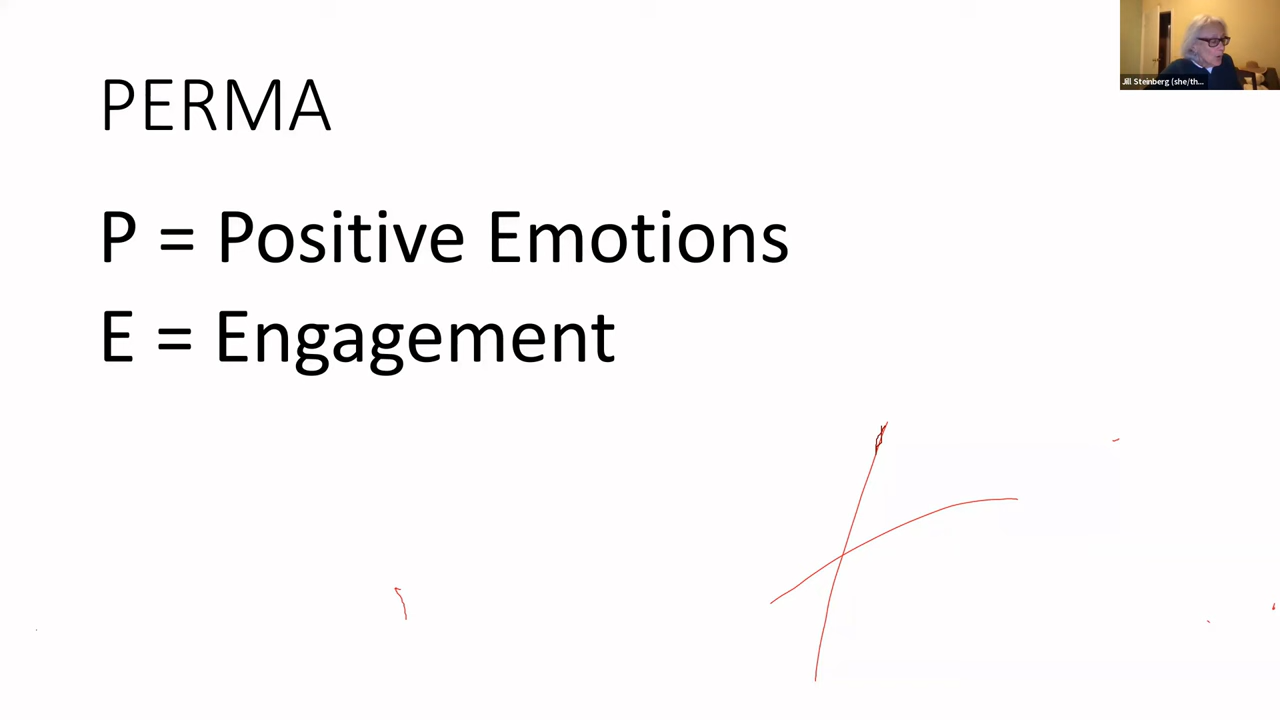 PERMA
P = Positive Emotions
E = Engagement
Jill Steinberg (she/th...